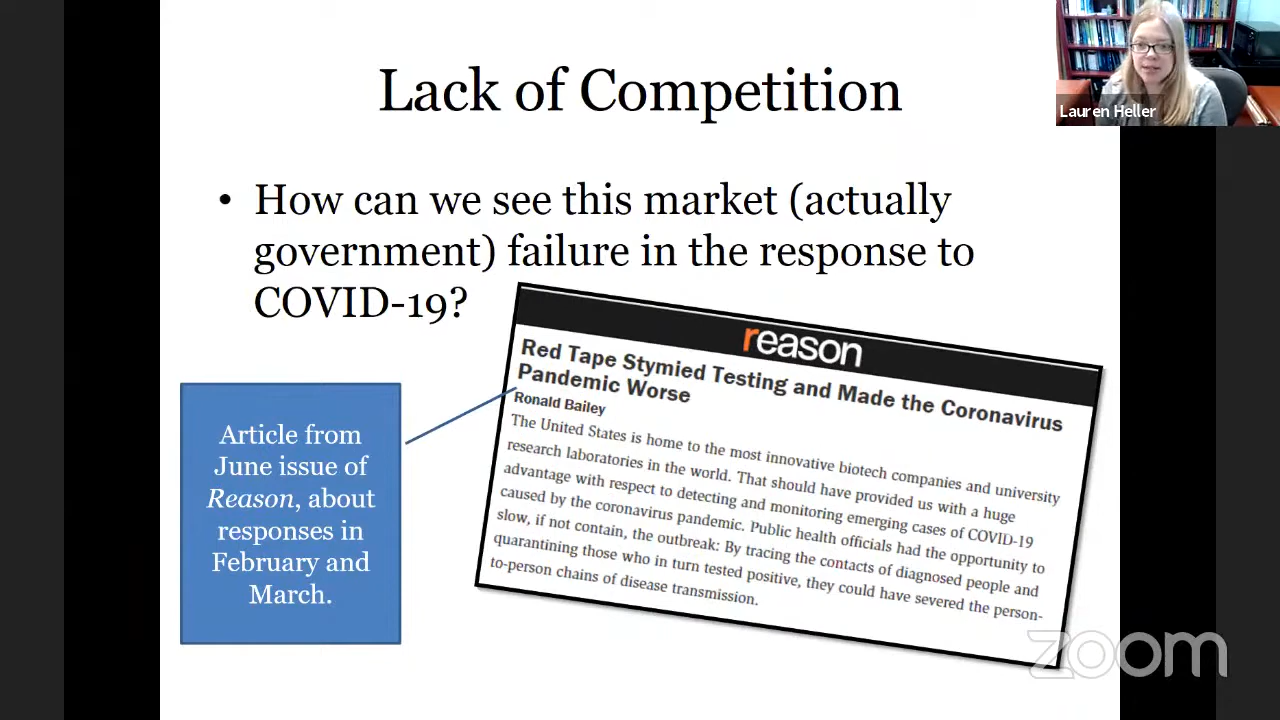 Lack of Competition
Lauren Heller
• How can we see this market (actually
government) failure in the response to
COVID-19?
reason
Red Tape Stymied Testing and Made the Coronavirus
Pandemic Worse
Ronald Bailey
The United States is home to the most innovative biotech companies and university
research laboratories in the world. That should have provided us with a huge
advantage with respect to detecting and monitoring emerging cases of COVID-19
caused by the coronavirus pandemic. Public health officials had the opportunity to
slow, if not contain, the outbreak: By tracing the contacts of diagnosed people and
quarantining those who in turn tested positive, they could have severed the person-
to-person chains of disease transmission.
Article from
June issue of
Reason, about
responses in
February and
March.
zoom